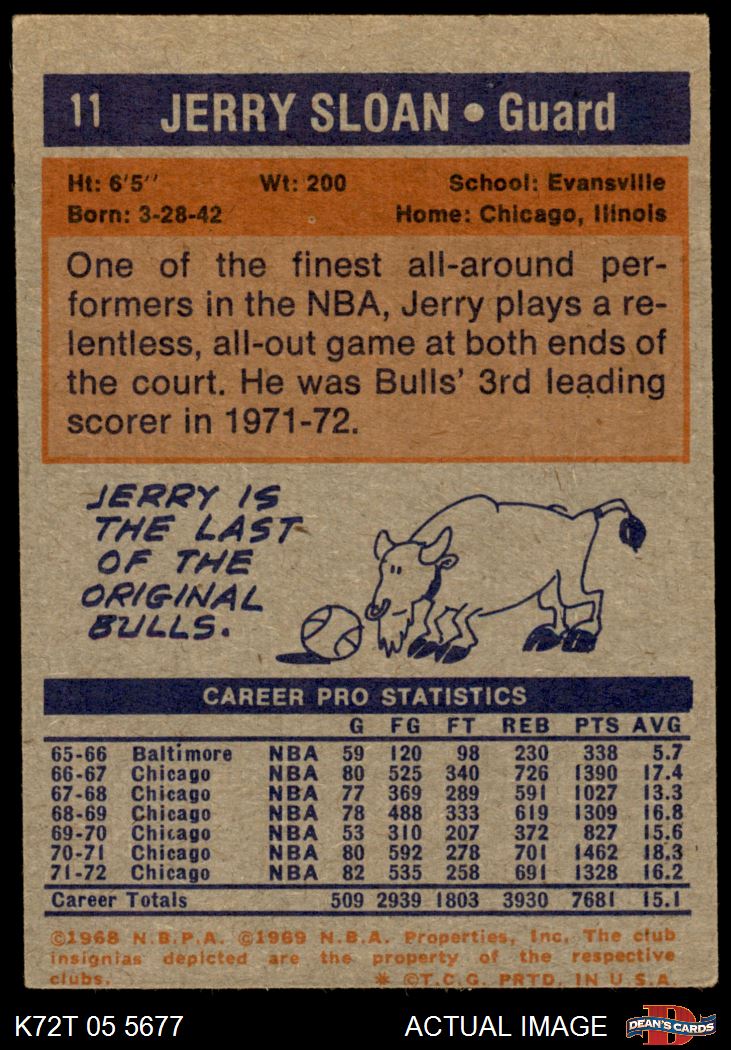 11 JERRY SLOAN • Guard
Ht: 6'5" Wt: 200 School: Evansville
Born: 3-28-42 Home: Chicago, Illinois
One of the finest all-around per-
formers in the NBA, Jerry plays a re-
lentless, all-out game at both ends of
the court. He was Bulls' 3rd leading
scorer in 1971-72.
JERRY IS
THE LAST
OF THE
ORIGINAL
BULLS.
CAREER PRO STATISTICS
G FG FT REB PTS AVG
65-66 Baltimore NBA 59 120 98 230 338 5.7
66-67 Chicago NBA 80 525 340 726 1390 17.4
67-68 Chicago NBA 77 369 289 591 1027 13.3
68-69 Chicago NBA 78 488 333 619 1309 16.8
69-70 Chicago NBA 53 310 207 372 827 15.6
70-71 Chicago NBA 80 592 278 701 1462 18.3
71-72 Chicago NBA 82 535 258 691 1328 16.2
Career Totals 509 2939 1803 3930 7681 15.1
©1968 N.B.P.A. ©1969 N.B.A. Properties, Inc. The club
insignias depicted are the property of the respective
clubs. * ©T.C.G. PRTD. IN U.S.A.
K72T 05 5677 ACTUAL IMAGE DEAN'S CARDS